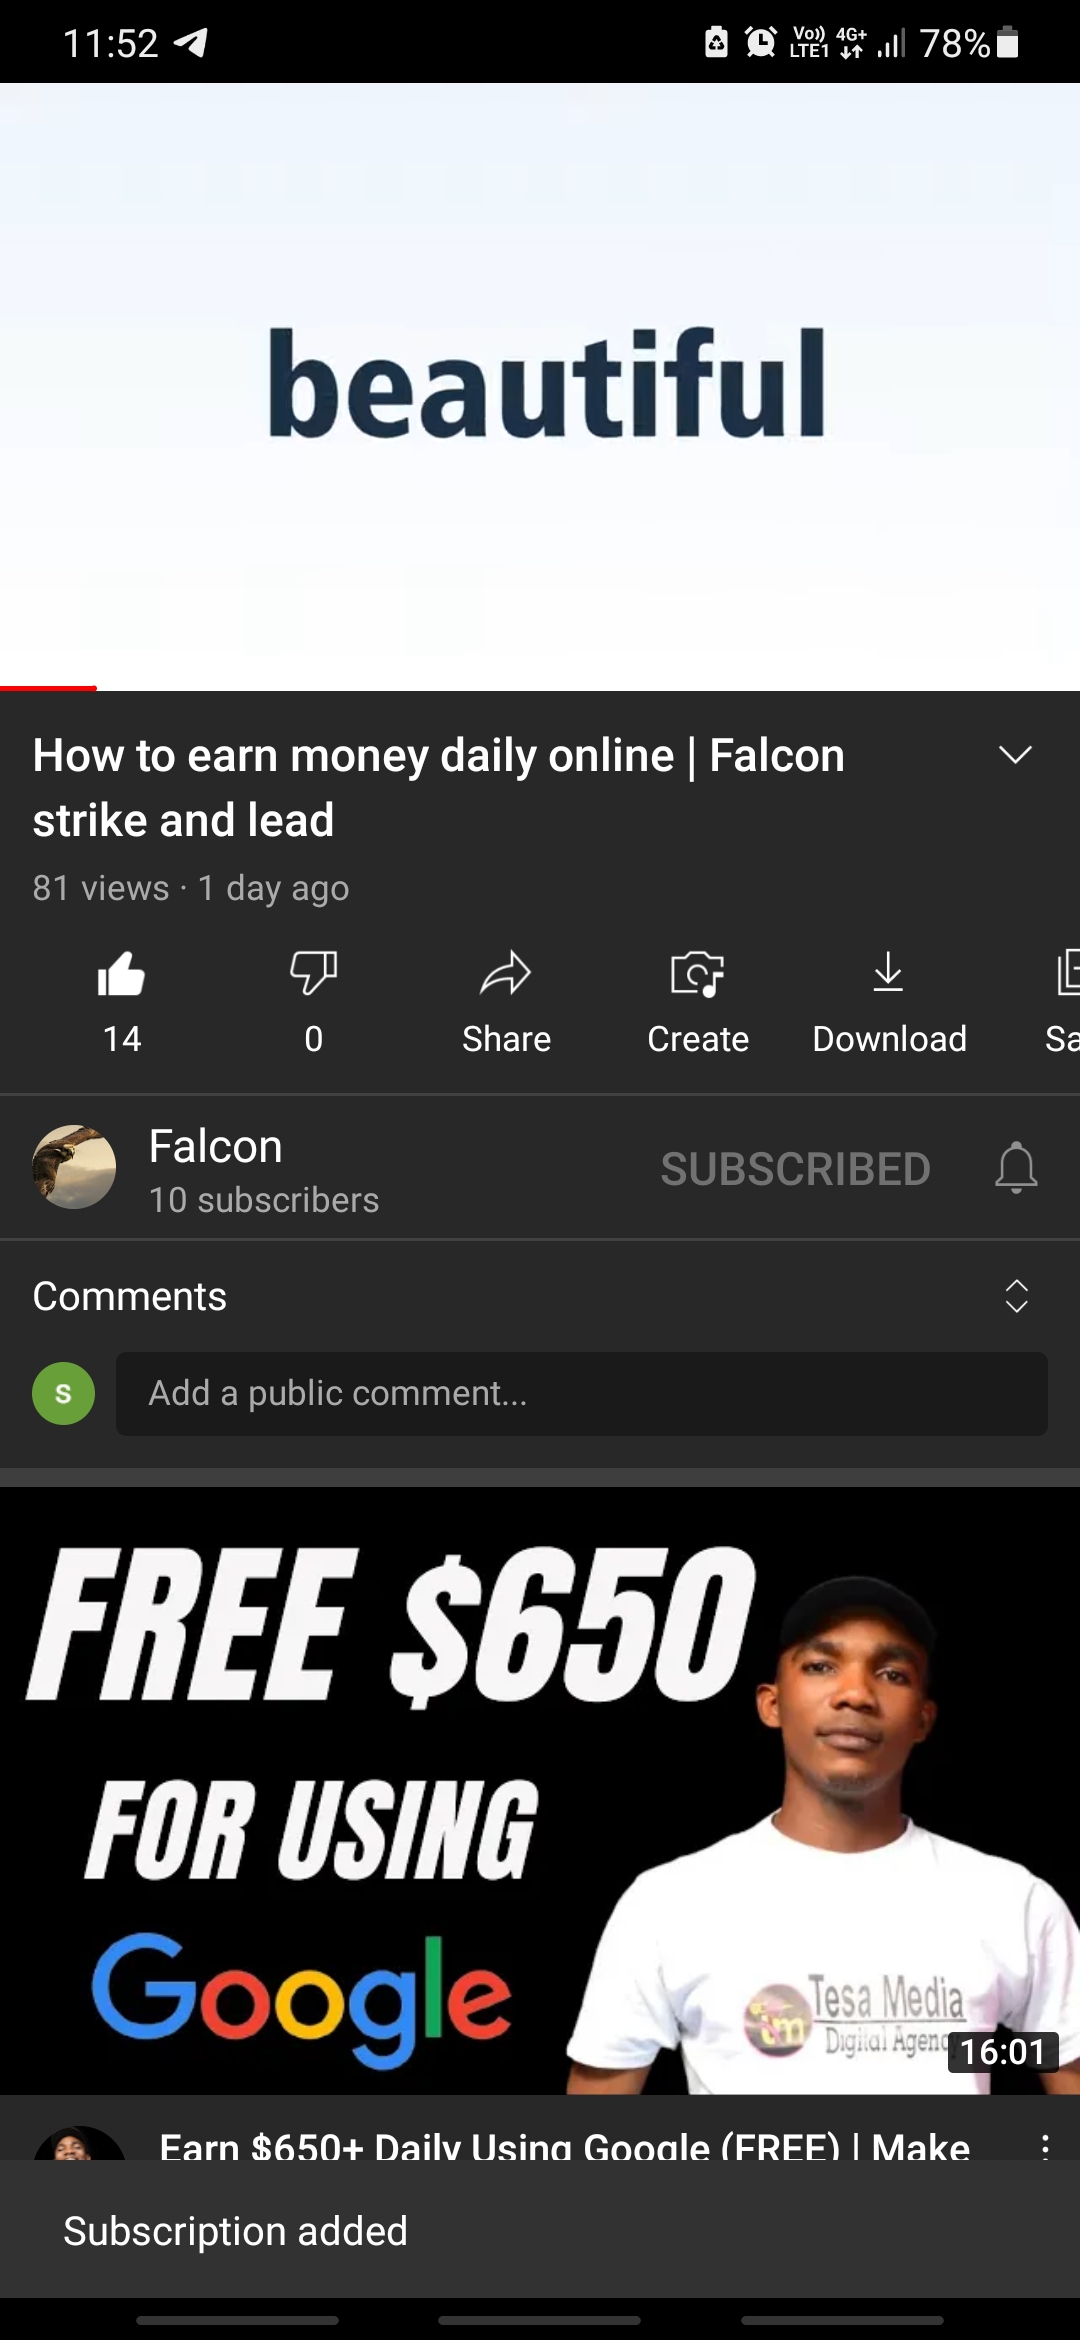 11:52
Vo)) LTE1 4G+ 78%
beautiful
How to earn money daily online | Falcon
strike and lead
81 views · 1 day ago
14 0 Share Create Download Sa
Falcon
10 subscribers
SUBSCRIBED
Comments
S
Add a public comment...
FREE $650
FOR USING
Google
Tesa Media
Digital Agenc
16:01
Earn $650+ Daily Using Google (FREE) | Make
Subscription added